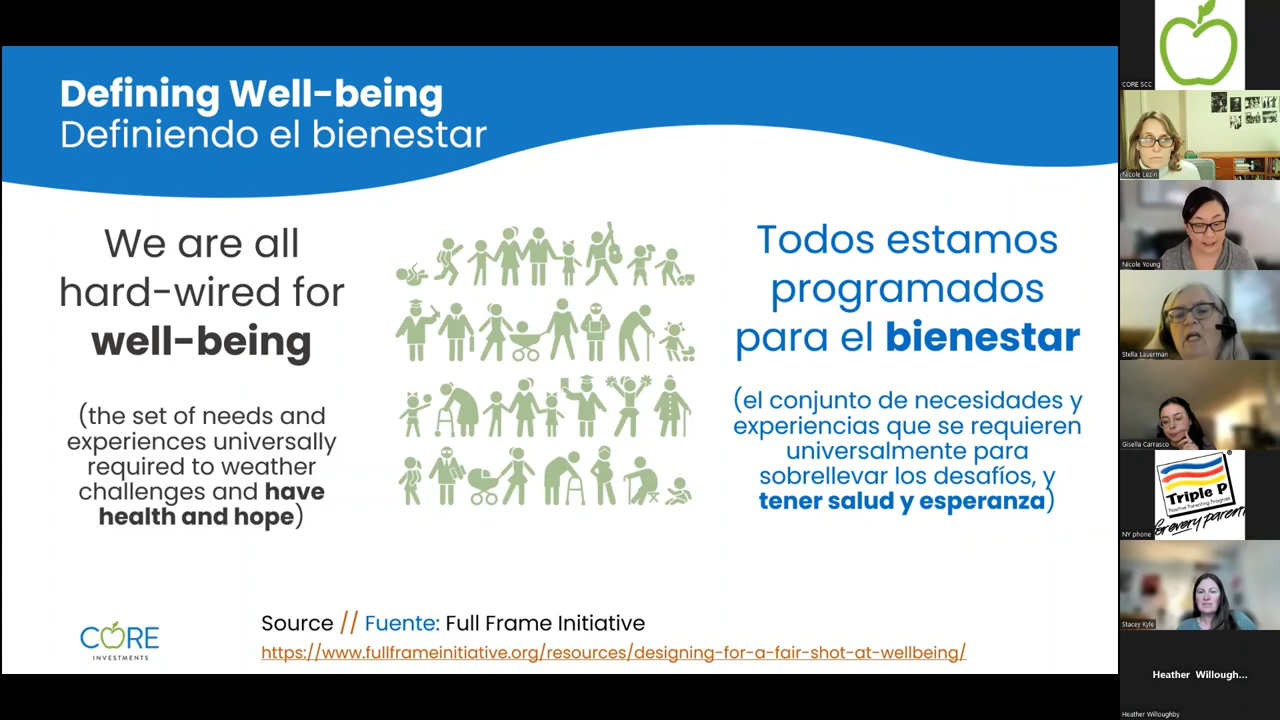 Defining Well-being
Definiendo el bienestar
We are all
hard-wired for
well-being
(the set of needs and
experiences universally
required to weather
challenges and have
health and hope)
Todos estamos
programados
para el bienestar
(el conjunto de necesidades y
experiencias que se requieren
universalmente para
sobrellevar los desafíos, y
tener salud y esperanza)
CORE
INVESTMENTS
Source // Fuente: Full Frame Initiative
https://www.fullframeinitiative.org/resources/designing-for-a-fair-shot-at-wellbeing/
CORE SCC
Nicole Lezin
Nicole Young
Stella Lauerman
Gisella Carrasco
Triple P
Positive Parenting Program
for every parent
NY phone
Stacey Kyle
Heather Willough...
Heather Willoughby